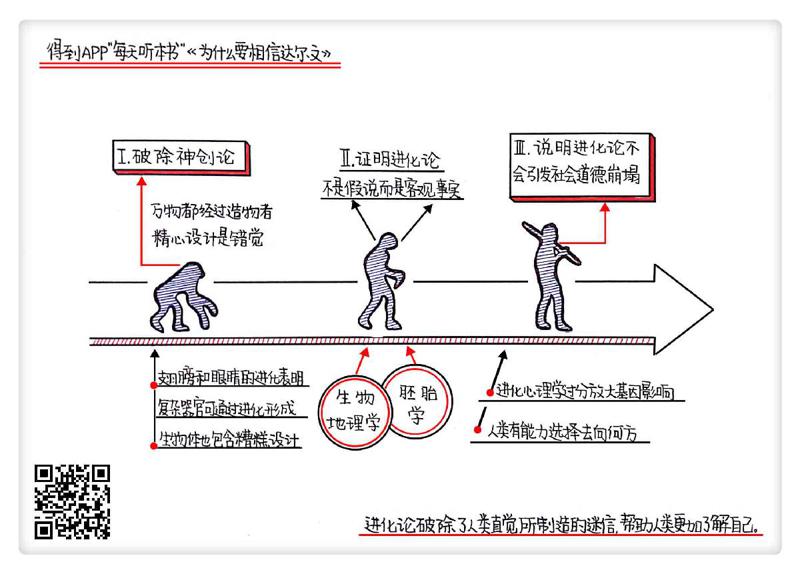 得到APP"每天听本书"《为什么要相信达尔文》
Ⅰ.破除神创论
万物都经过造物者
精心设计是错觉
Ⅱ.证明进化论
不是假说而是客观事实
Ⅲ.说明进化论不
会引发社会道德崩塌
翅膀和眼睛的进化表明
复杂器官可通过进化形成
生物体也包含糟糕设计
生物
地理学
胚胎
学
进化心理学过分放大基因影响
人类有能力选择去向何方
进化论破除了人类直觉所制造的迷信,帮助人类更加了解自己。